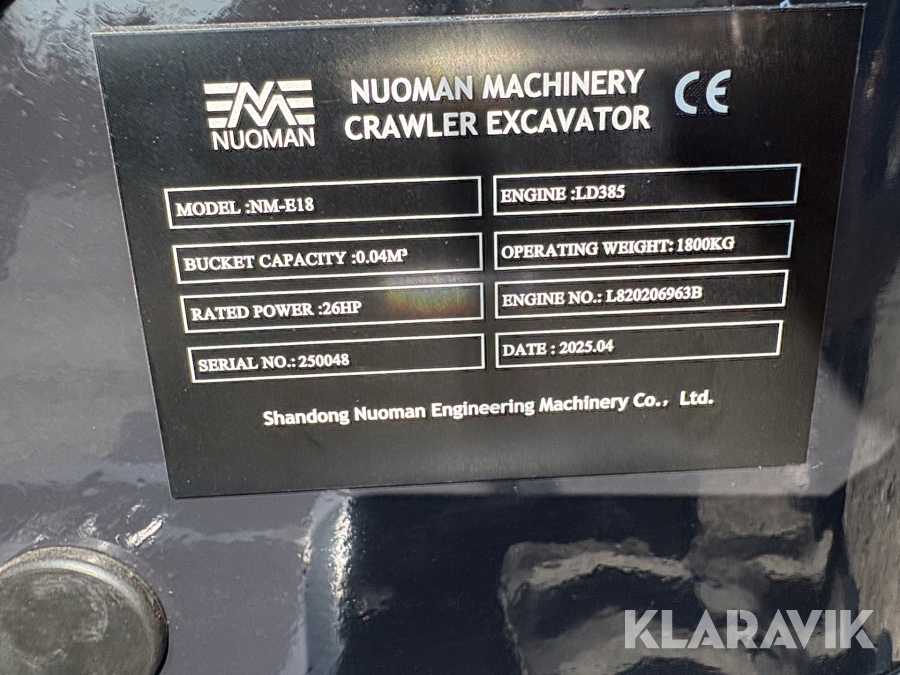 NUOMAN
NUOMAN MACHINERY
CRAWLER EXCAVATOR
CE
MODEL :NM-E18
ENGINE :LD385
BUCKET CAPACITY :0.04M³
OPERATING WEIGHT: 1800KG
RATED POWER :26HP
ENGINE NO.: L820206963B
SERIAL NO.: 250048
DATE : 2025.04
Shandong Nuoman Engineering Machinery Co., Ltd.
KLARAVIK